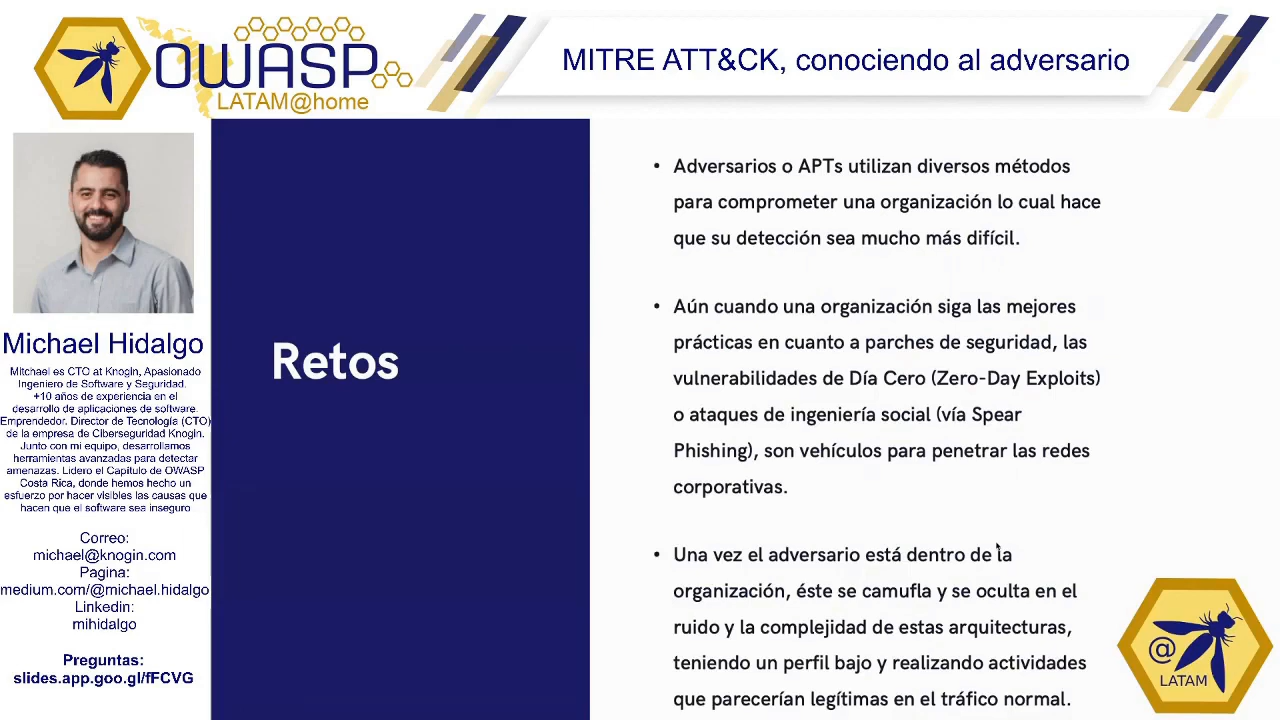 OWASP
LATAM@home
MITRE ATT&CK, conociendo al adversario
Michael Hidalgo
Mitchael es CTO at Knogin, Apasionado
Ingeniero de Software y Seguridad.
+10 años de experiencia en el
desarrollo de aplicaciones de software.
Emprendedor. Director de Tecnología (CTO)
de la empresa de Ciberseguridad Knogin.
Junto con mi equipo, desarrollamos
herramientas avanzadas para detectar
amenazas. Lidero el Capítulo de OWASP
Costa Rica, donde hemos hecho un
esfuerzo por hacer visibles las causas que
hacen que el software sea inseguro
Correo:
michael@knogin.com
Pagina:
medium.com/@michael.hidalgo
Linkedin:
mihidalgo
Preguntas:
slides.app.goo.gl/fFCVG
Retos
• Adversarios o APTs utilizan diversos métodos
para comprometer una organización lo cual hace
que su detección sea mucho más difícil.
• Aún cuando una organización siga las mejores
prácticas en cuanto a parches de seguridad, las
vulnerabilidades de Día Cero (Zero-Day Exploits)
o ataques de ingeniería social (vía Spear
Phishing), son vehículos para penetrar las redes
corporativas.
• Una vez el adversario está dentro de la
organización, éste se camufla y se oculta en el
ruido y la complejidad de estas arquitecturas,
teniendo un perfil bajo y realizando actividades
que parecerían legítimas en el tráfico normal.
@
LATAM